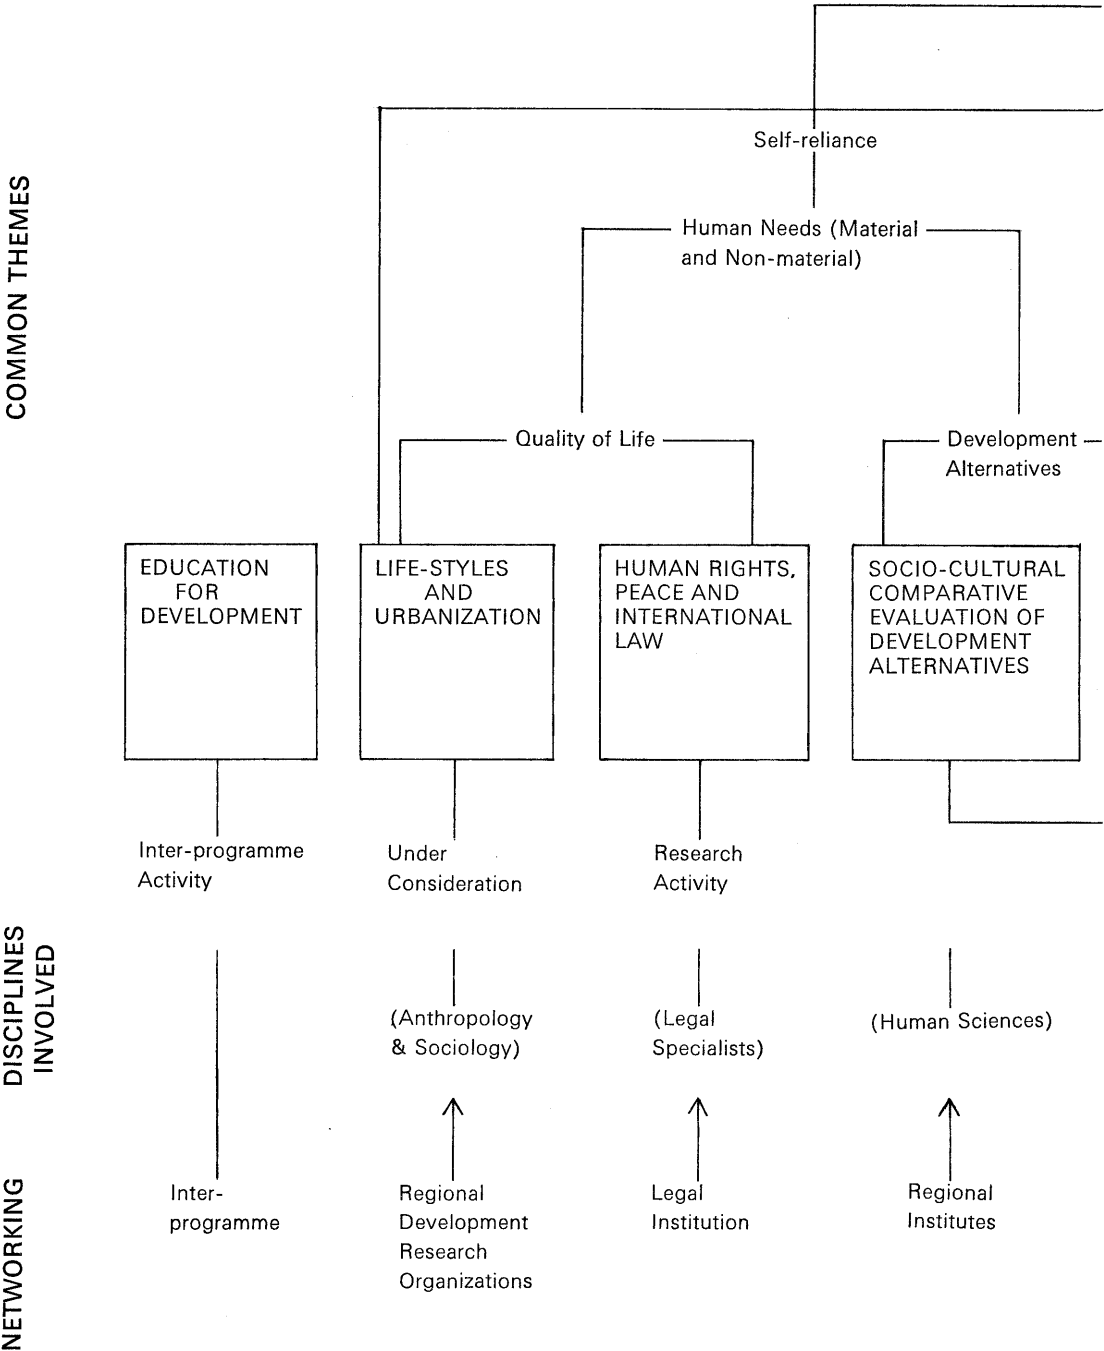 COMMON THEMES
Self-reliance
Human Needs (Material
and Non-material)
Quality of Life
Development
Alternatives
EDUCATION
FOR
DEVELOPMENT
LIFE-STYLES
AND
URBANIZATION
HUMAN RIGHTS,
PEACE AND
INTERNATIONAL
LAW
SOCIO-CULTURAL
COMPARATIVE
EVALUATION OF
DEVELOPMENT
ALTERNATIVES
Inter-programme
Activity
Under
Consideration
Research
Activity
DISCIPLINES
INVOLVED
(Anthropology
& Sociology)
(Legal
Specialists)
(Human Sciences)
NETWORKING
Inter-
programme
Regional
Development
Research
Organizations
Legal
Institution
Regional
Institutes